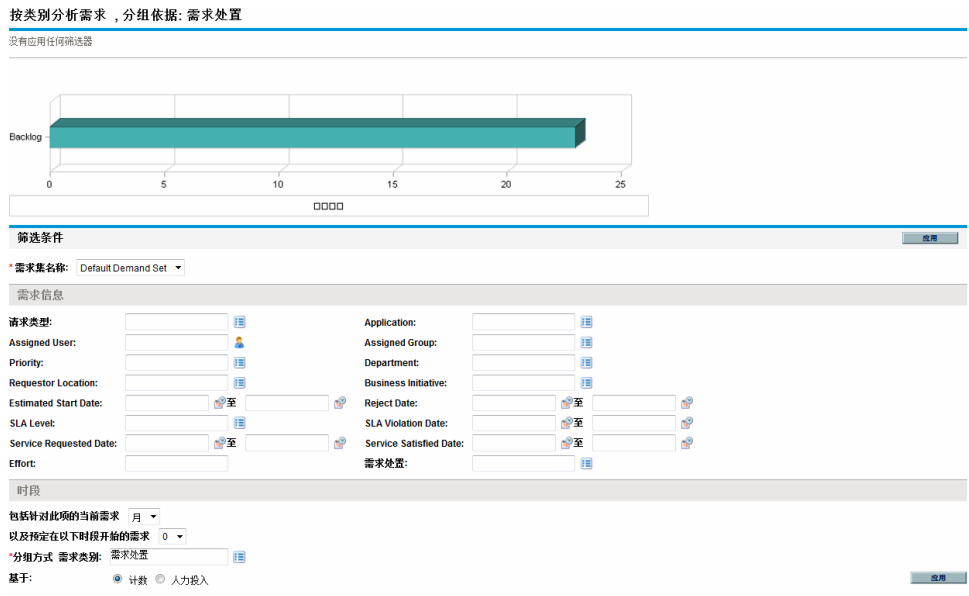 按类别分析需求 , 分组依据: 需求处置
没有应用任何筛选器
Backlog
0 5 10 15 20 25
□□□□
筛选条件 应用
*需求集名称: Default Demand Set
需求信息
请求类型: Application:
Assigned User: Assigned Group:
Priority: Department:
Requestor Location: Business Initiative:
Estimated Start Date: 至 Reject Date: 至
SLA Level: SLA Violation Date: 至
Service Requested Date: 至 Service Satisfied Date: 至
Effort: 需求处置:
时段
包括针对此项的当前需求 月
以及预定在以下时段开始的需求 0
*分组方式 需求类别: 需求处置
基于: 计数 人力投入 应用